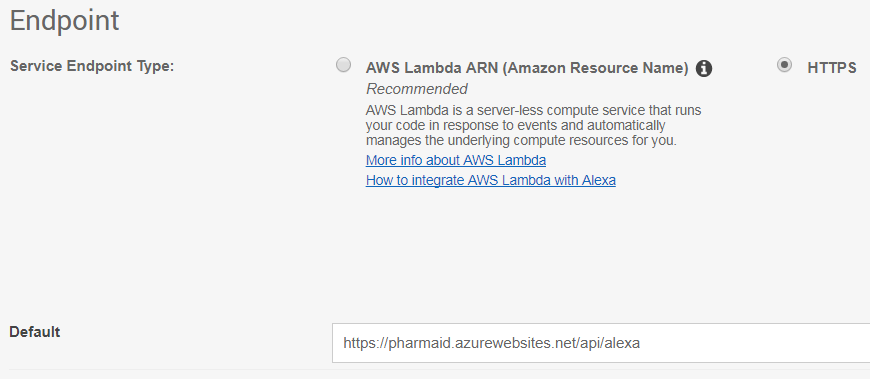 Endpoint
Service Endpoint Type:
AWS Lambda ARN (Amazon Resource Name)
HTTPS
Recommended
AWS Lambda is a server-less compute service that runs
your code in response to events and automatically
manages the underlying compute resources for you.
More info about AWS Lambda
How to integrate AWS Lambda with Alexa
Default
https://pharmaid.azurewebsites.net/api/alexa